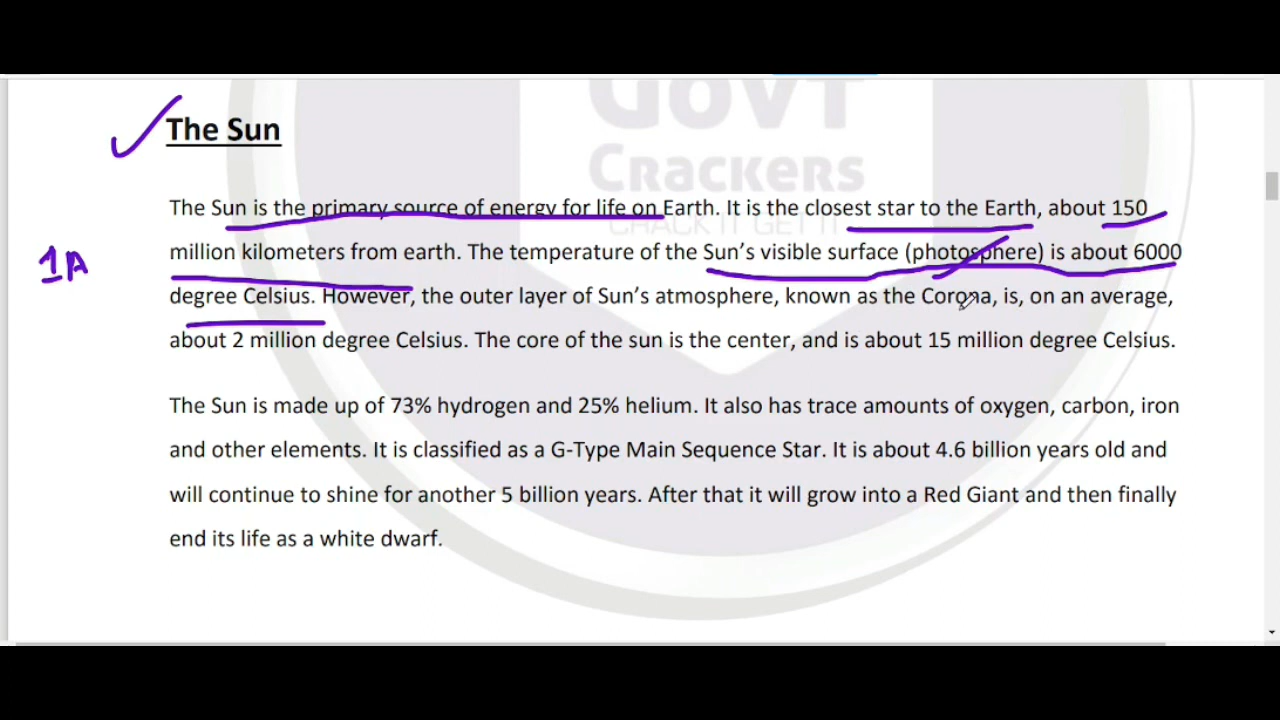 GOVT
CRACKERS
CRACK IT GET IT
The Sun
The Sun is the primary source of energy for life on Earth. It is the closest star to the Earth, about 150
1A
million kilometers from earth. The temperature of the Sun's visible surface (photosphere) is about 6000
degree Celsius. However, the outer layer of Sun's atmosphere, known as the Corona, is, on an average,
about 2 million degree Celsius. The core of the sun is the center, and is about 15 million degree Celsius.
The Sun is made up of 73% hydrogen and 25% helium. It also has trace amounts of oxygen, carbon, iron
and other elements. It is classified as a G-Type Main Sequence Star. It is about 4.6 billion years old and
will continue to shine for another 5 billion years. After that it will grow into a Red Giant and then finally
end its life as a white dwarf.